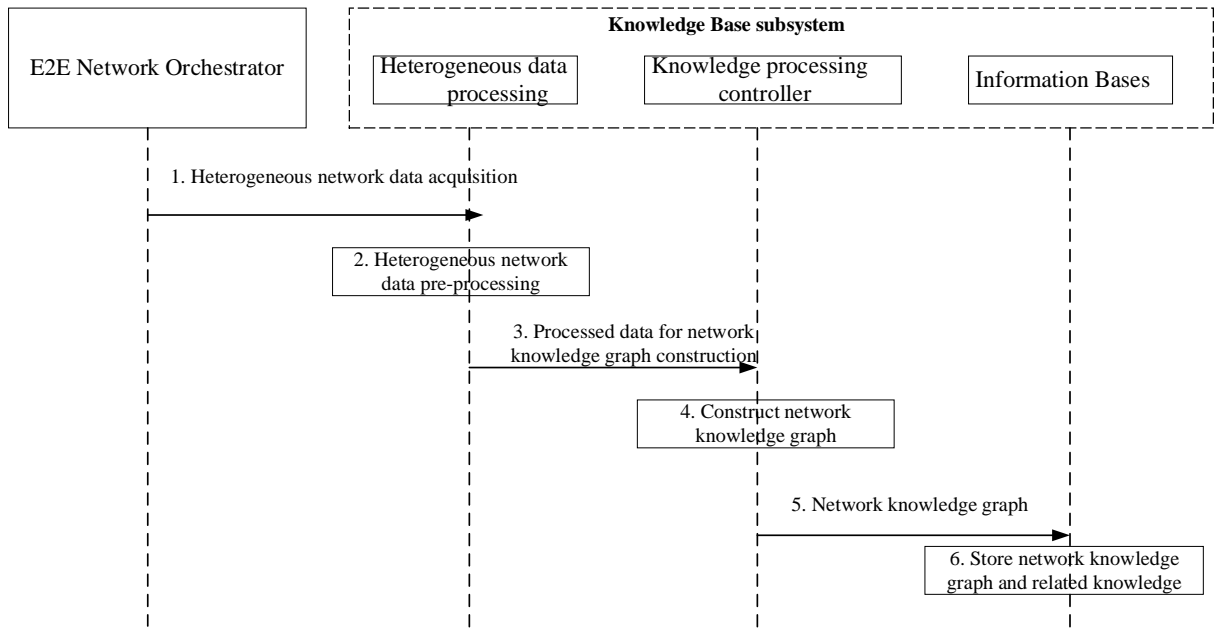 Knowledge Base subsystem
E2E Network Orchestrator
Heterogeneous data
processing
Knowledge processing
controller
Information Bases
1. Heterogeneous network data acquisition
2. Heterogeneous network
data pre-processing
3. Processed data for network
knowledge graph construction
4. Construct network
knowledge graph
5. Network knowledge graph
6. Store network knowledge
graph and related knowledge